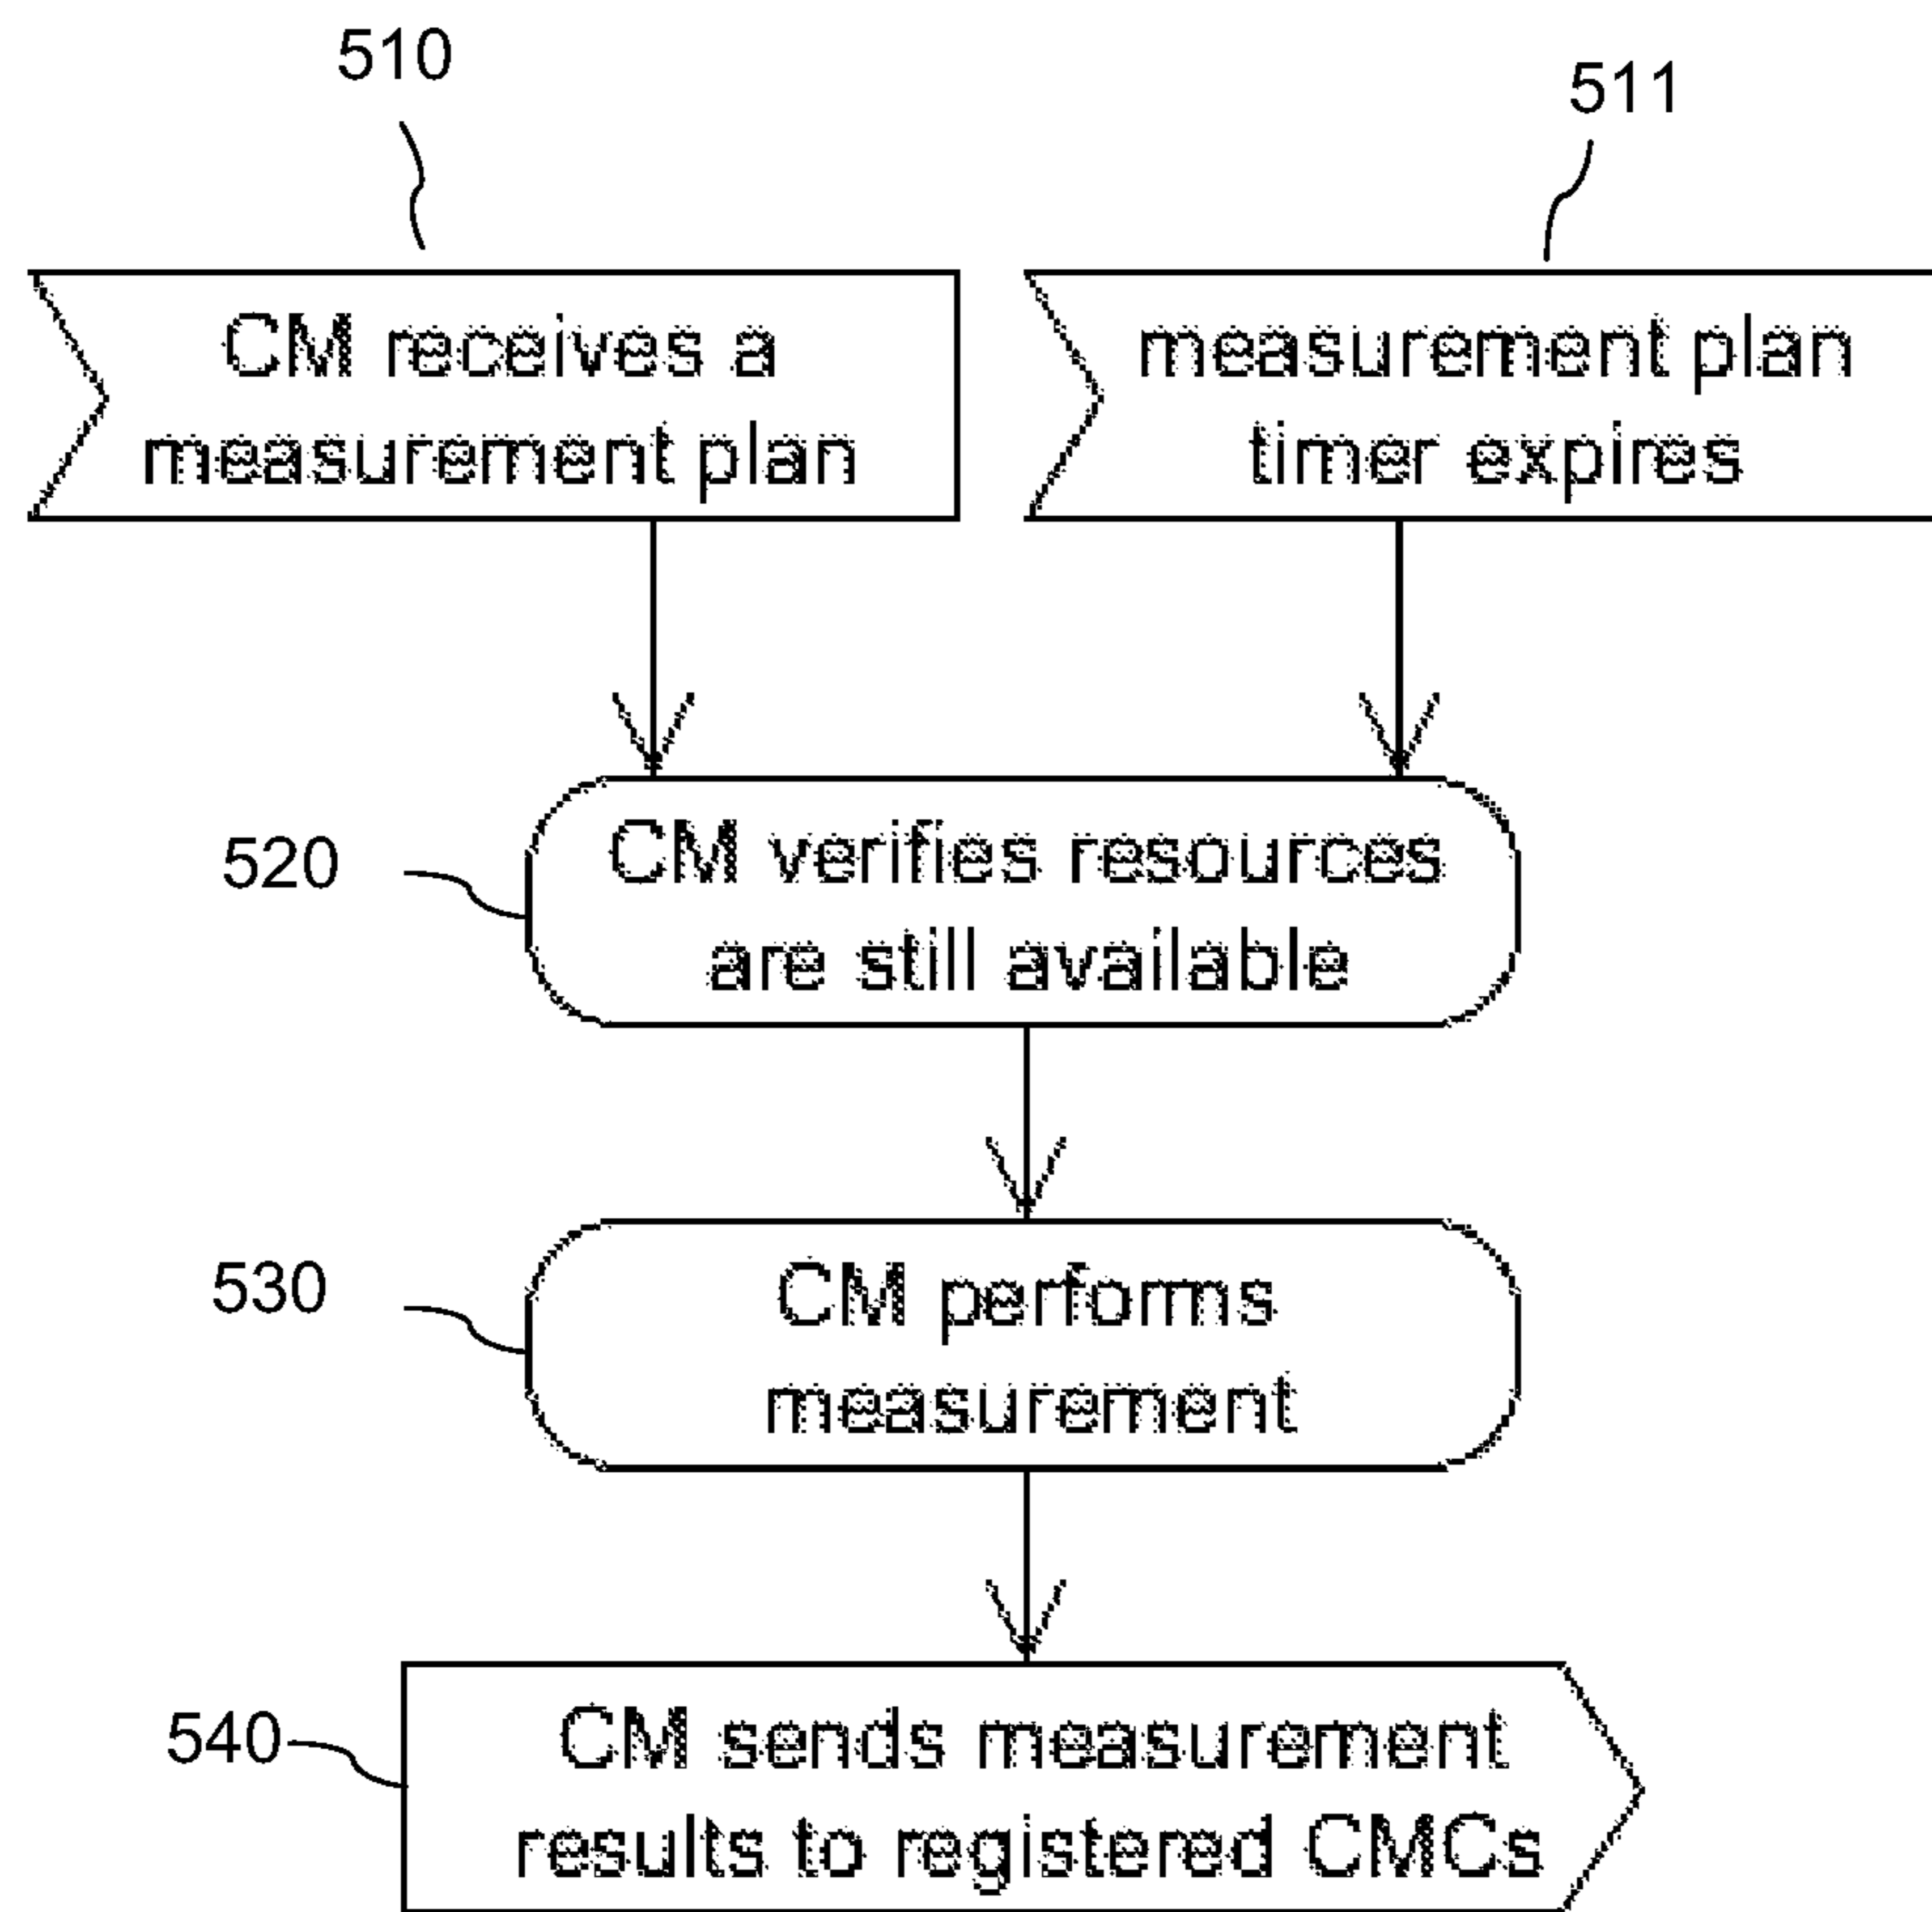 510
511
CM receives a
measurement plan
measurement plan
timer expires
520
CM verifies resources
are still available
530
CM performs
measurement
540
CM sends measurement
results to registered CMCs